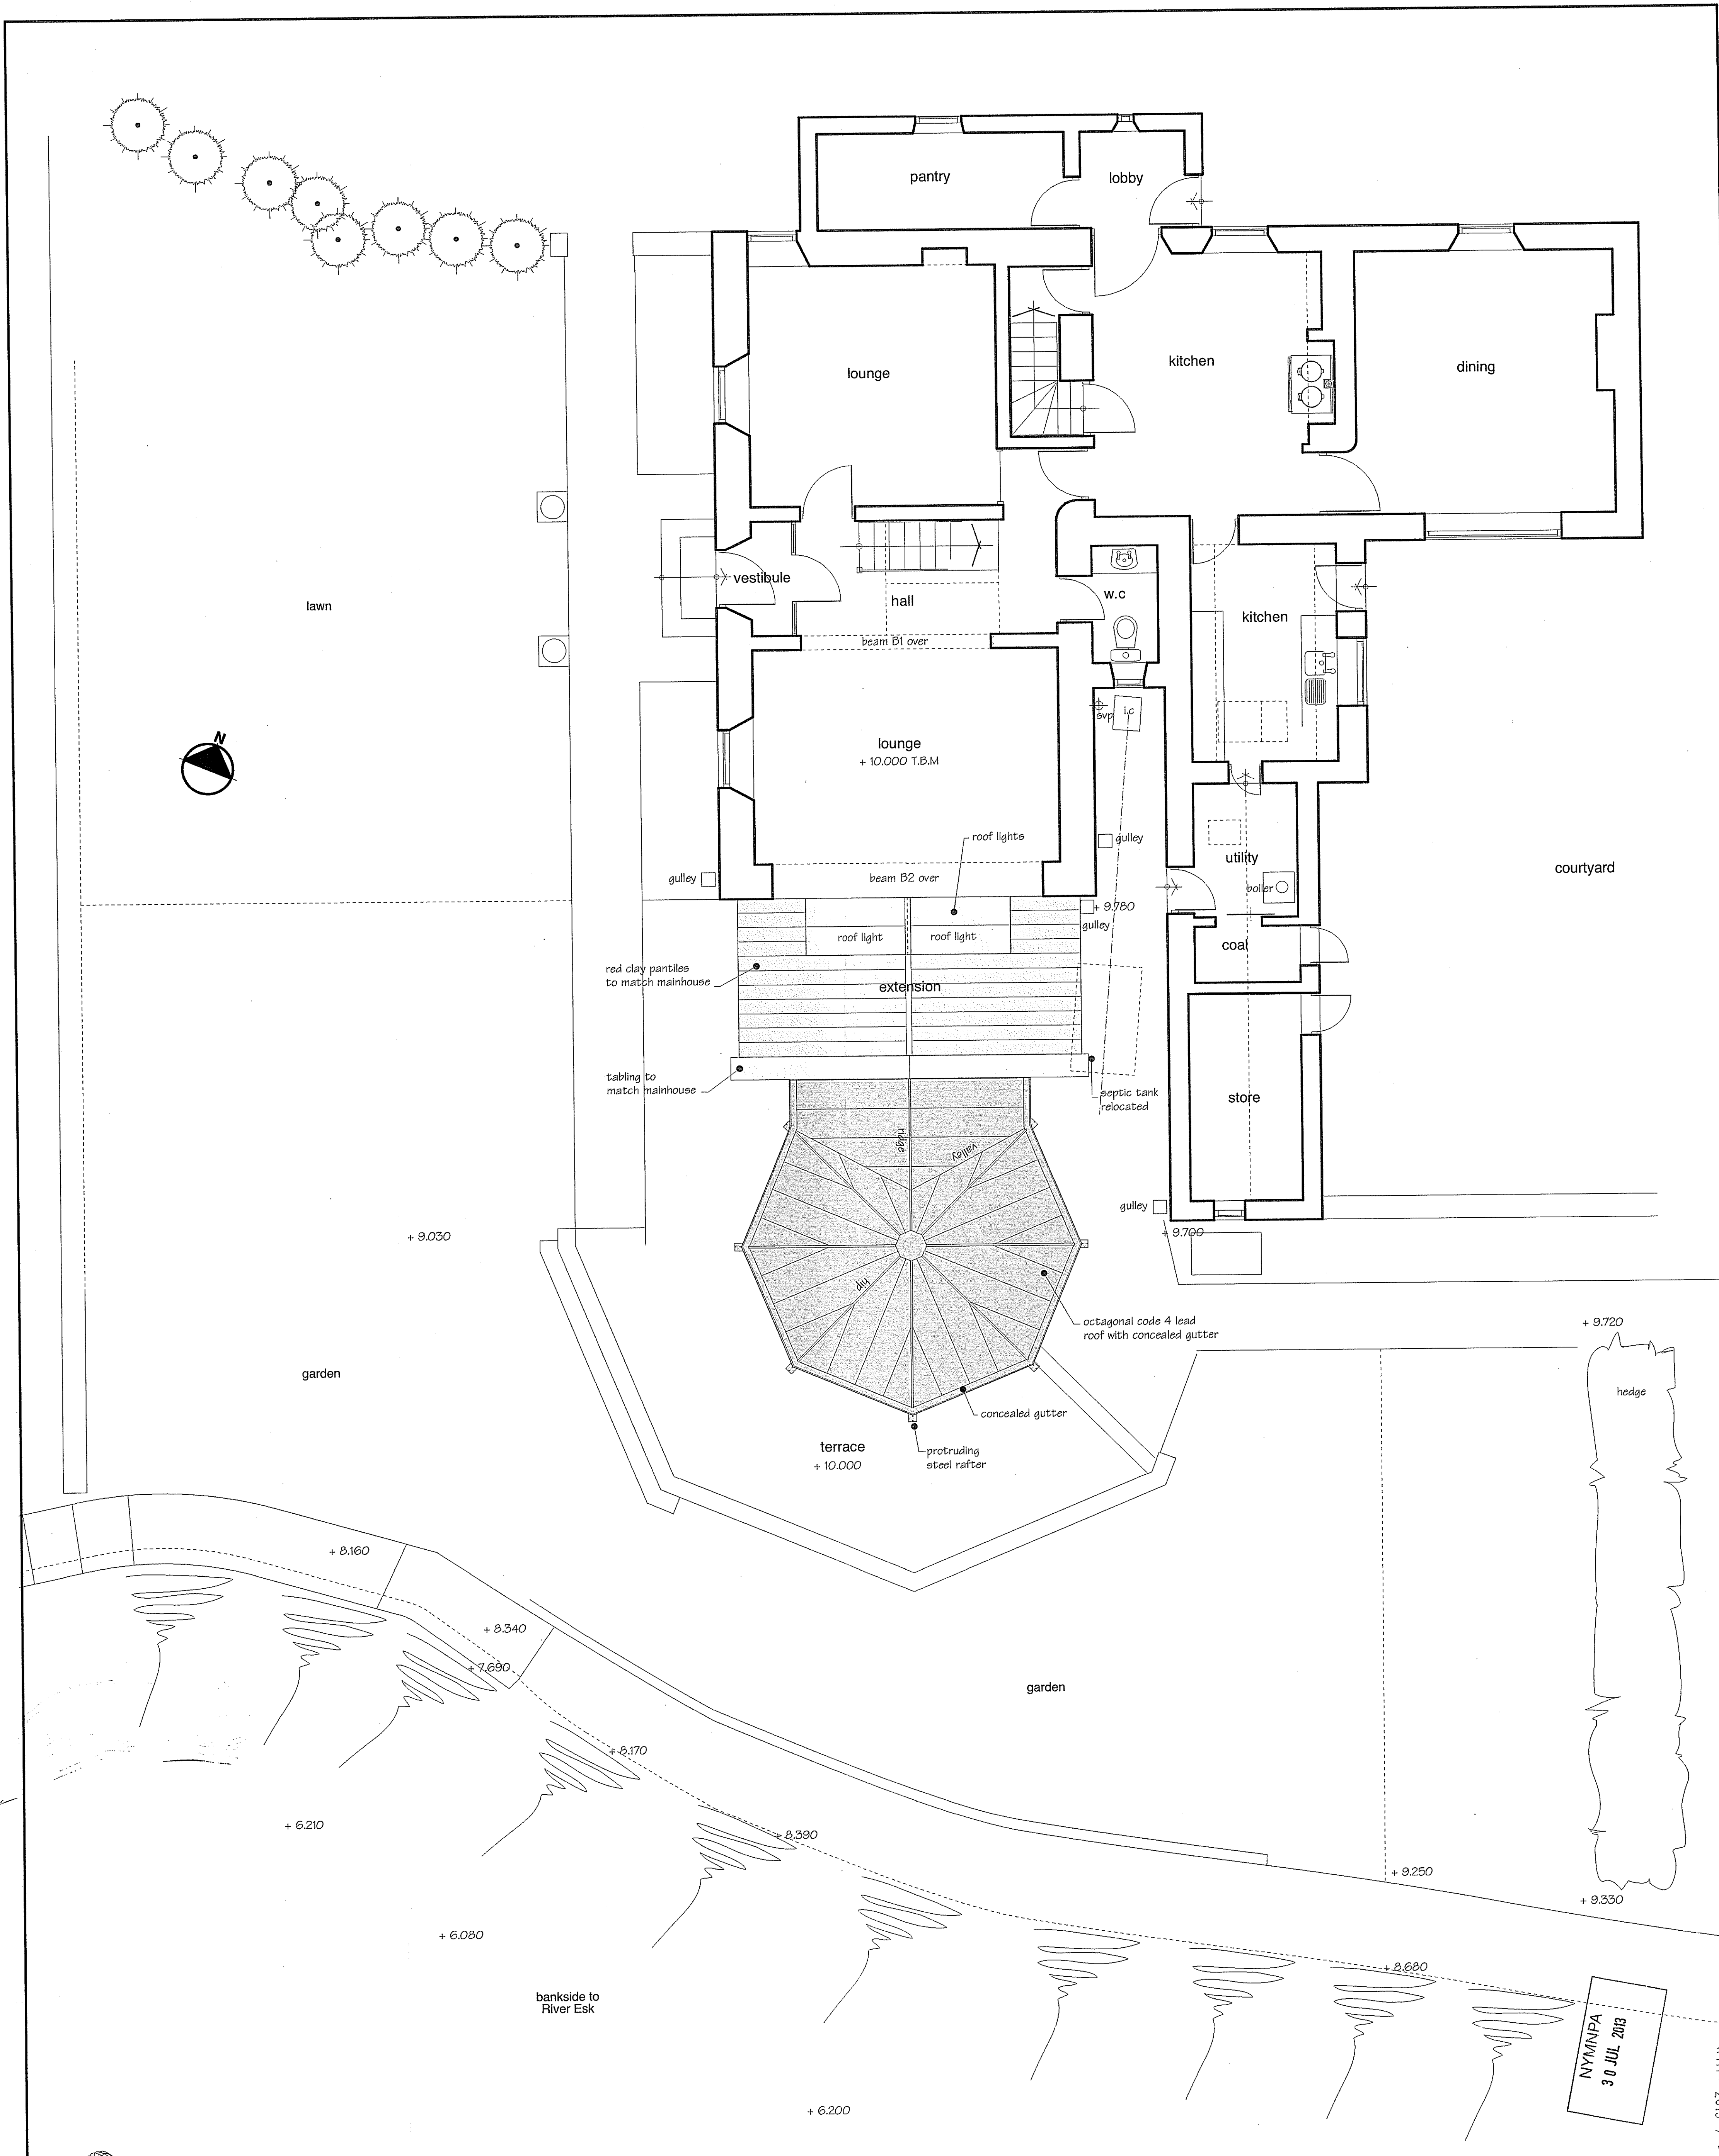 pantry
lobby
lounge
kitchen
dining
N
lawn
vestibule
hall
w.c
kitchen
beam B1 over
svp
i.c
lounge
+ 10.000 T.B.M
roof lights
gulley
utility
boiler
courtyard
gulley
beam B2 over
+ 9.780
gulley
roof light
roof light
coal
red clay pantiles
to match mainhouse
extension
tabling to
match mainhouse
septic tank
relocated
store
ridge
valley
gulley
+ 9.700
+ 9.030
hip
octagonal code 4 lead
roof with concealed gutter
+ 9.720
garden
hedge
concealed gutter
terrace
+ 10.000
protruding
steel rafter
+ 8.160
+ 8.340
+ 7.690
garden
+ 8.170
+ 6.210
+ 8.390
+ 9.250
+ 9.330
+ 6.080
+ 8.680
bankside to
River Esk
NYMNPA
30 JUL 2013
+ 6.200